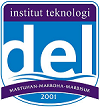 institut teknologi
del
MARTUHAN-MARROHA-MARBISUK
2001